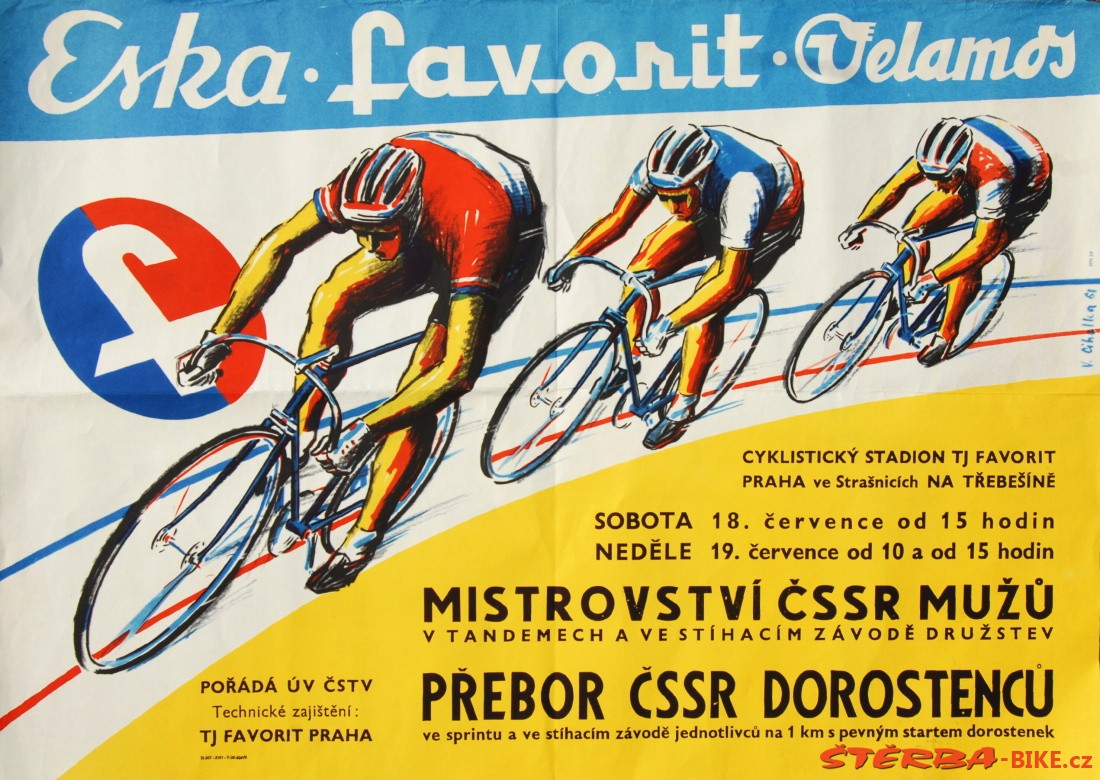 Eska · favorit · Velamos
f
V. Cihelka 61
CYKLISTICKÝ STADION TJ FAVORIT
PRAHA ve Strašnicích NA TŘEBEŠÍNĚ
SOBOTA 18. července od 15 hodin
NEDĚLE 19. července od 10 a od 15 hodin
MISTROVSTVÍ ČSSR MUŽŮ
V TANDEMECH A VE STÍHACÍM ZÁVODĚ DRUŽSTEV
PŘEBOR ČSSR DOROSTENCŮ
ve sprintu a ve stíhacím závodě jednotlivců na 1 km s pevným startem dorostenek
POŘÁDÁ ÚV ČSTV
Technické zajištění :
TJ FAVORIT PRAHA
ŠTĚRBA-BIKE.cz